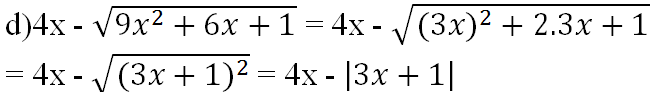 d)4x - √(9x² + 6x + 1) = 4x - √((3x)² + 2.3x + 1)
= 4x - √((3x + 1)²) = 4x - |3x + 1|